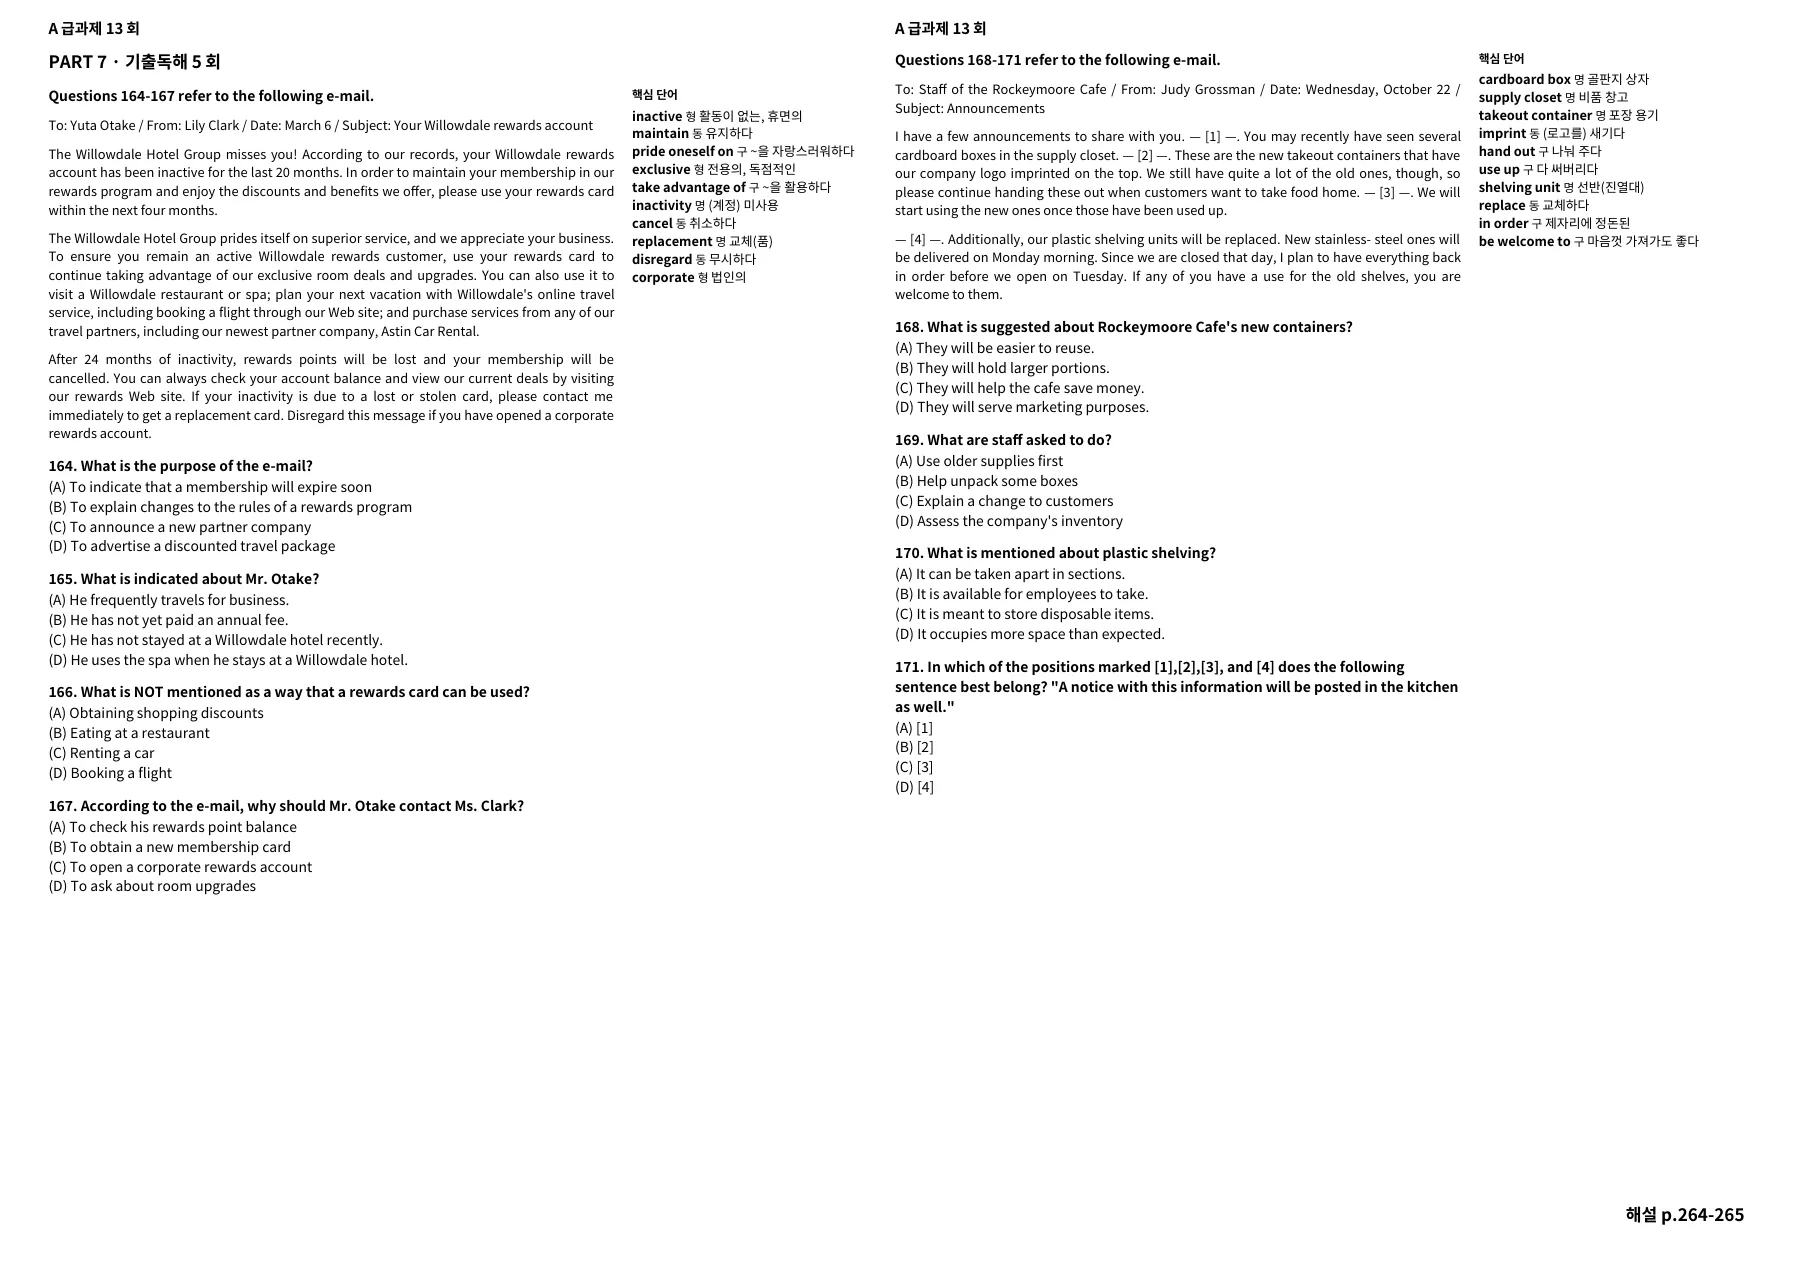 A 급과제 13 회
PART 7 · 기출독해 5 회
Questions 164-167 refer to the following e-mail.
To: Yuta Otake / From: Lily Clark / Date: March 6 / Subject: Your Willowdale rewards account
The Willowdale Hotel Group misses you! According to our records, your Willowdale rewards
account has been inactive for the last 20 months. In order to maintain your membership in our
rewards program and enjoy the discounts and benefits we offer, please use your rewards card
within the next four months.
The Willowdale Hotel Group prides itself on superior service, and we appreciate your business.
To ensure you remain an active Willowdale rewards customer, use your rewards card to
continue taking advantage of our exclusive room deals and upgrades. You can also use it to
visit a Willowdale restaurant or spa; plan your next vacation with Willowdale's online travel
service, including booking a flight through our Web site; and purchase services from any of our
travel partners, including our newest partner company, Astin Car Rental.
After 24 months of inactivity, rewards points will be lost and your membership will be
cancelled. You can always check your account balance and view our current deals by visiting
our rewards Web site. If your inactivity is due to a lost or stolen card, please contact me
immediately to get a replacement card. Disregard this message if you have opened a corporate
rewards account.
164. What is the purpose of the e-mail?
(A) To indicate that a membership will expire soon
(B) To explain changes to the rules of a rewards program
(C) To announce a new partner company
(D) To advertise a discounted travel package
165. What is indicated about Mr. Otake?
(A) He frequently travels for business.
(B) He has not yet paid an annual fee.
(C) He has not stayed at a Willowdale hotel recently.
(D) He uses the spa when he stays at a Willowdale hotel.
166. What is NOT mentioned as a way that a rewards card can be used?
(A) Obtaining shopping discounts
(B) Eating at a restaurant
(C) Renting a car
(D) Booking a flight
167. According to the e-mail, why should Mr. Otake contact Ms. Clark?
(A) To check his rewards point balance
(B) To obtain a new membership card
(C) To open a corporate rewards account
(D) To ask about room upgrades
핵심 단어
inactive 형 활동이 없는, 휴면의
maintain 동 유지하다
pride oneself on 구 ~을 자랑스러워하다
exclusive 형 전용의, 독점적인
take advantage of 구 ~을 활용하다
inactivity 명 (계정) 미사용
cancel 동 취소하다
replacement 명 교체(품)
disregard 동 무시하다
corporate 형 법인의
A 급과제 13 회
Questions 168-171 refer to the following e-mail.
To: Staff of the Rockeymoore Cafe / From: Judy Grossman / Date: Wednesday, October 22 /
Subject: Announcements
I have a few announcements to share with you. — [1] —. You may recently have seen several
cardboard boxes in the supply closet. — [2] —. These are the new takeout containers that have
our company logo imprinted on the top. We still have quite a lot of the old ones, though, so
please continue handing these out when customers want to take food home. — [3] —. We will
start using the new ones once those have been used up.
— [4] —. Additionally, our plastic shelving units will be replaced. New stainless- steel ones will
be delivered on Monday morning. Since we are closed that day, I plan to have everything back
in order before we open on Tuesday. If any of you have a use for the old shelves, you are
welcome to them.
168. What is suggested about Rockeymoore Cafe's new containers?
(A) They will be easier to reuse.
(B) They will hold larger portions.
(C) They will help the cafe save money.
(D) They will serve marketing purposes.
169. What are staff asked to do?
(A) Use older supplies first
(B) Help unpack some boxes
(C) Explain a change to customers
(D) Assess the company's inventory
170. What is mentioned about plastic shelving?
(A) It can be taken apart in sections.
(B) It is available for employees to take.
(C) It is meant to store disposable items.
(D) It occupies more space than expected.
171. In which of the positions marked [1],[2],[3], and [4] does the following
sentence best belong? "A notice with this information will be posted in the kitchen
as well."
(A) [1]
(B) [2]
(C) [3]
(D) [4]
핵심 단어
cardboard box 명 골판지 상자
supply closet 명 비품 창고
takeout container 명 포장 용기
imprint 동 (로고를) 새기다
hand out 구 나눠 주다
use up 구 다 써버리다
shelving unit 명 선반(진열대)
replace 동 교체하다
in order 구 제자리에 정돈된
be welcome to 구 마음껏 가져가도 좋다
해설 p.264-265